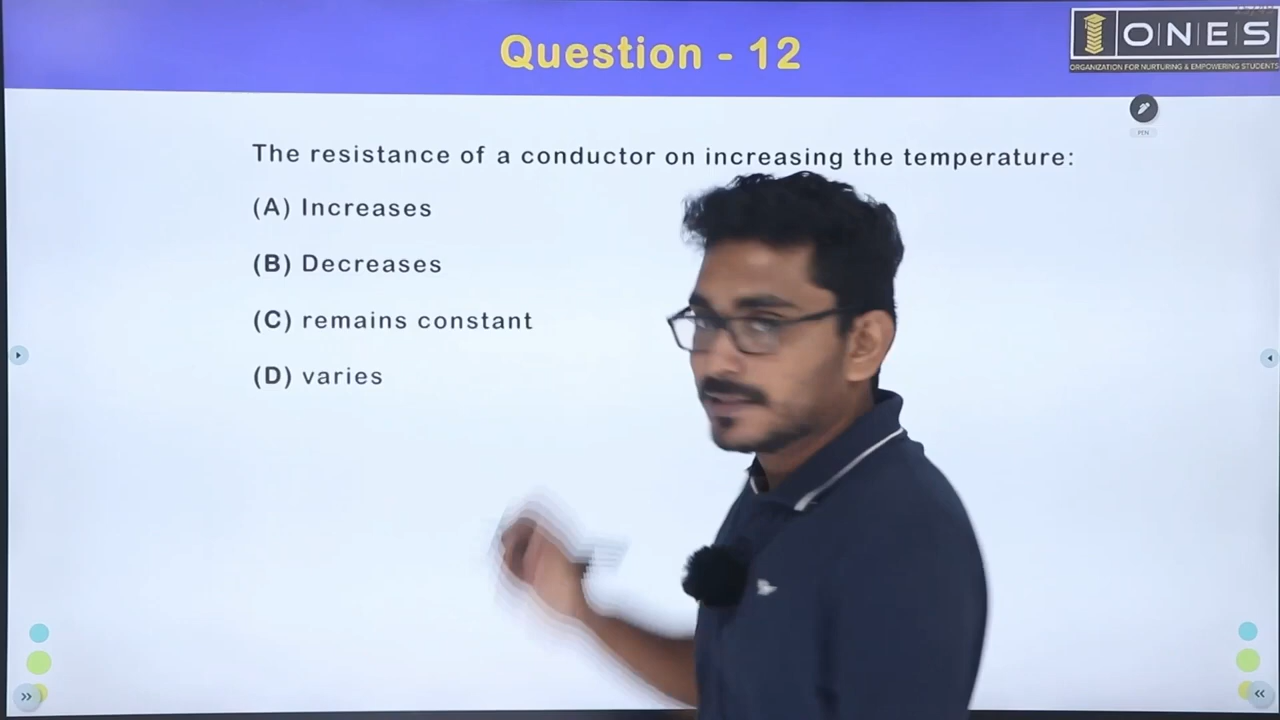 Question - 12
O|N|E|S
ORGANIZATION FOR NURTURING & EMPOWERING STUDENTS
PEN
The resistance of a conductor on increasing the temperature:
(A) Increases
(B) Decreases
(C) remains constant
(D) varies